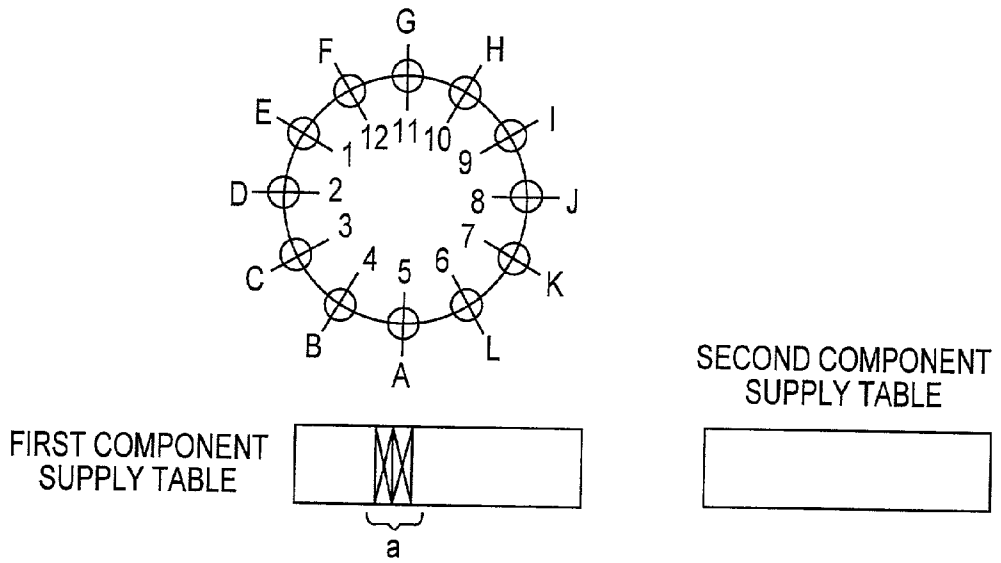 G
F H
E I
12 11 10
1 9
D 2 8 J
3 7
C 4 5 6 K
B L
A
SECOND COMPONENT
SUPPLY TABLE
FIRST COMPONENT
SUPPLY TABLE
a